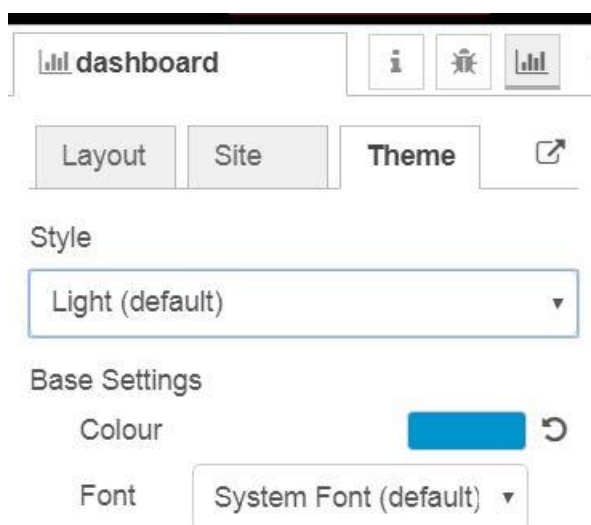 dashboard i
Layout Site Theme
Style
Light (default)
Base Settings
Colour
Font System Font (default)